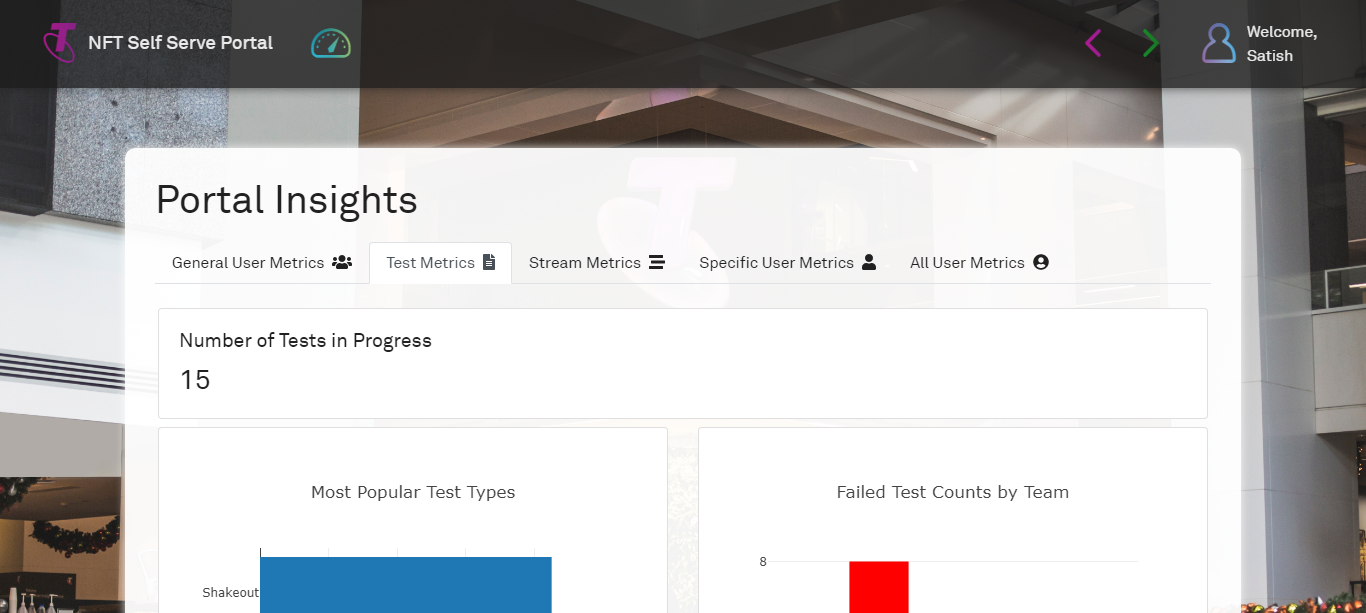 NFT Self Serve Portal
Welcome,
Satish
Portal Insights
General User Metrics
Test Metrics
Stream Metrics
Specific User Metrics
All User Metrics
Number of Tests in Progress
15
Most Popular Test Types
Shakeout
Failed Test Counts by Team
8